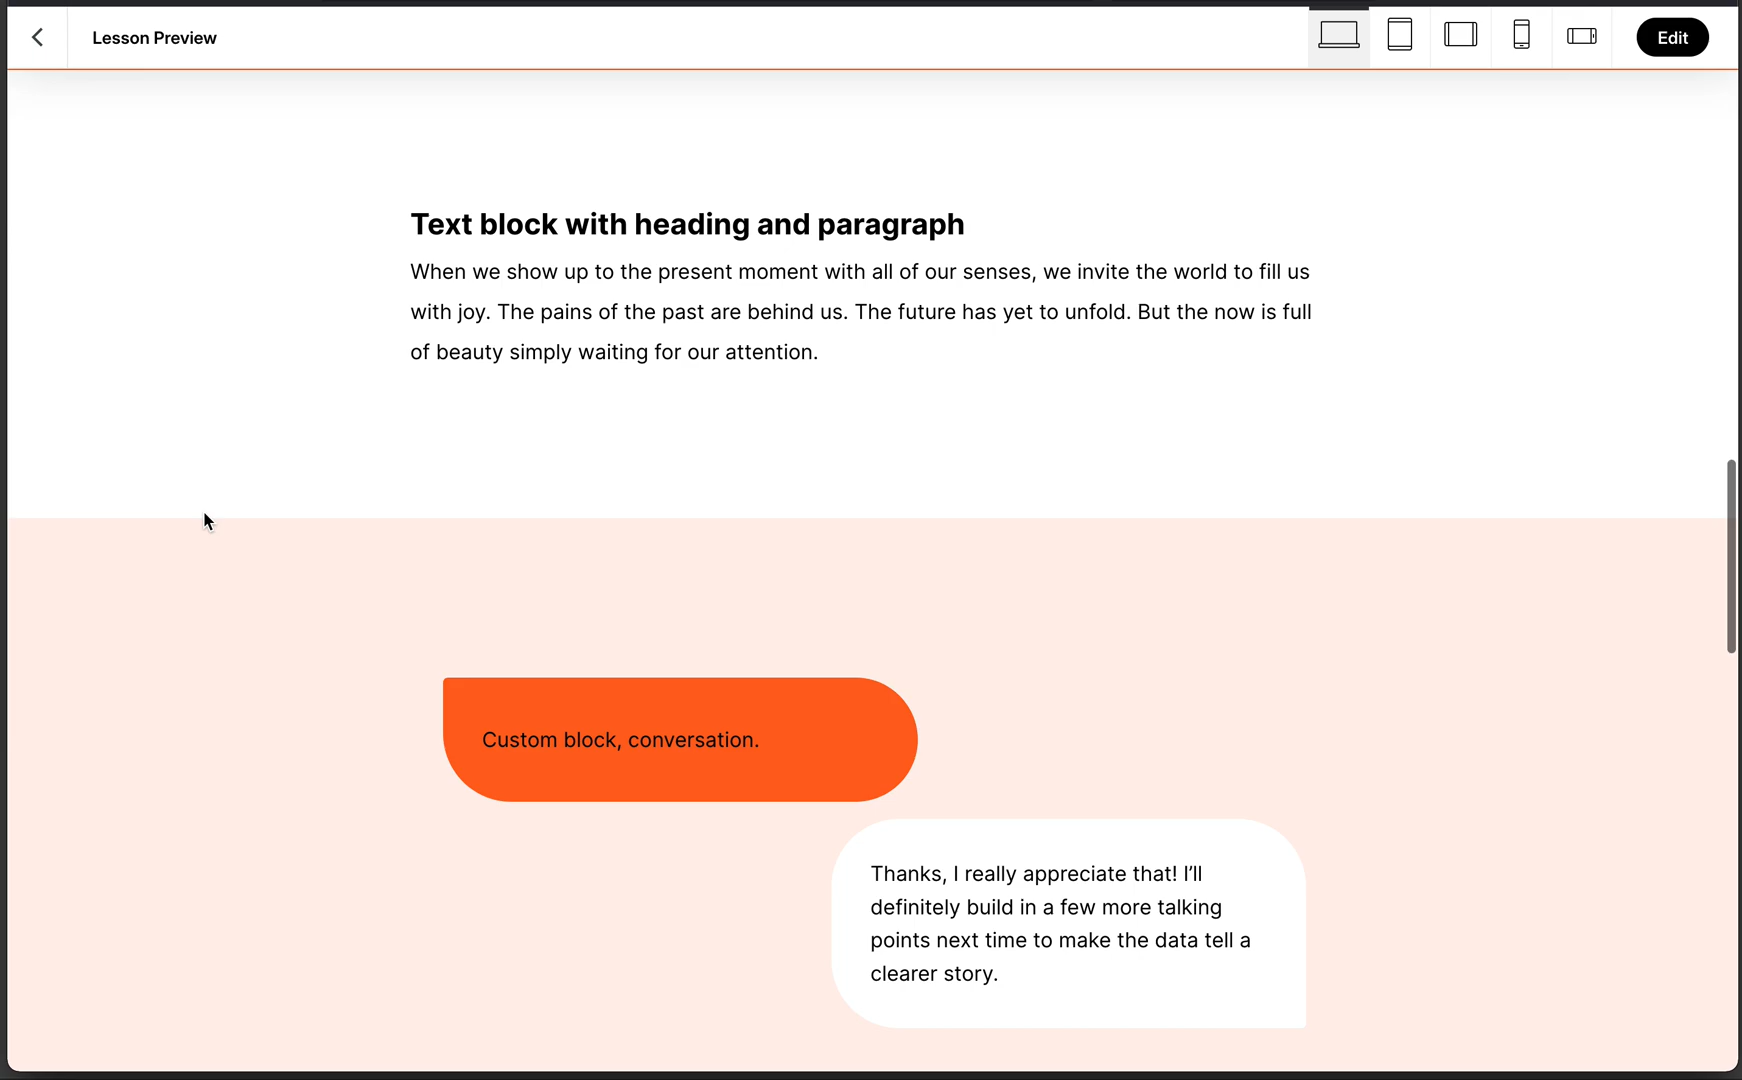 Lesson Preview
Edit
Text block with heading and paragraph
When we show up to the present moment with all of our senses, we invite the world to fill us
with joy. The pains of the past are behind us. The future has yet to unfold. But the now is full
of beauty simply waiting for our attention.
Custom block, conversation.
Thanks, I really appreciate that! I’ll
definitely build in a few more talking
points next time to make the data tell a
clearer story.